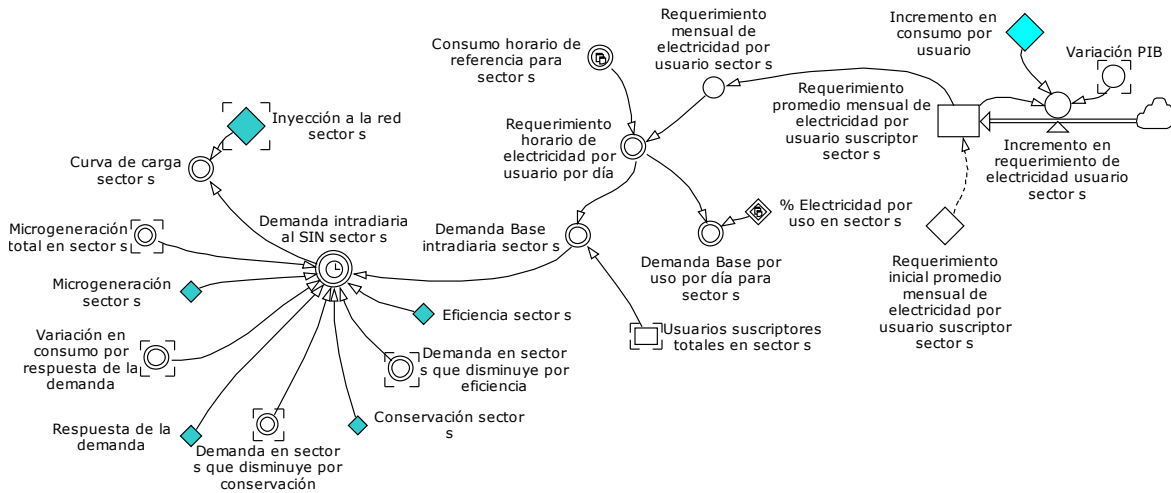 Incremento en
consumo por
usuario
Variación PIB
Requerimiento
mensual de
electricidad por
usuario sector s
Consumo horario de
referencia para
sector s
Requerimiento
promedio mensual de
electricidad por
usuario suscriptor
sector s
Inyección a la red
sector s
Requerimiento
horario de
electricidad por
usuario por día
Incremento en
requerimiento de
electricidad usuario
sector s
Curva de carga
sector s
Microgeneración
total en sector s
Demanda intradiaria
al SIN sector s
Demanda Base
intradiaria sector s
% Electricidad por
uso en sector s
Demanda Base por
uso por día para
sector s
Requerimiento
inicial promedio
mensual de
electricidad por
usuario suscriptor
sector s
Microgeneración
sector s
Eficiencia sector s
Usuarios suscriptores
totales en sector s
Variación en
consumo por
respuesta de la
demanda
Demanda en sector
s que disminuye por
eficiencia
Respuesta de la
demanda
Conservación sector
s
Demanda en sector
s que disminuye por
conservación